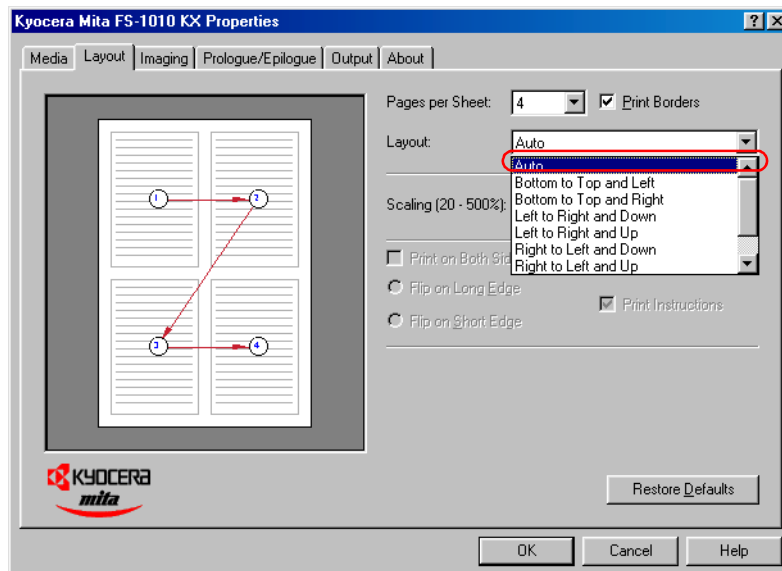 Kyocera Mita FS-1010 KX Properties
Media Layout Imaging Prologue/Epilogue Output About
Pages per Sheet: 4 Print Borders
Layout: Auto
Auto
Bottom to Top and Left
Bottom to Top and Right
Scaling (20 - 500%): Left to Right and Down
Left to Right and Up
Right to Left and Down
Print on Both Sid Right to Left and Up
Flip on Long Edge
Print Instructions
Flip on Short Edge
1 2
3 4
KYOCERA
mita
Restore Defaults
OK Cancel Help